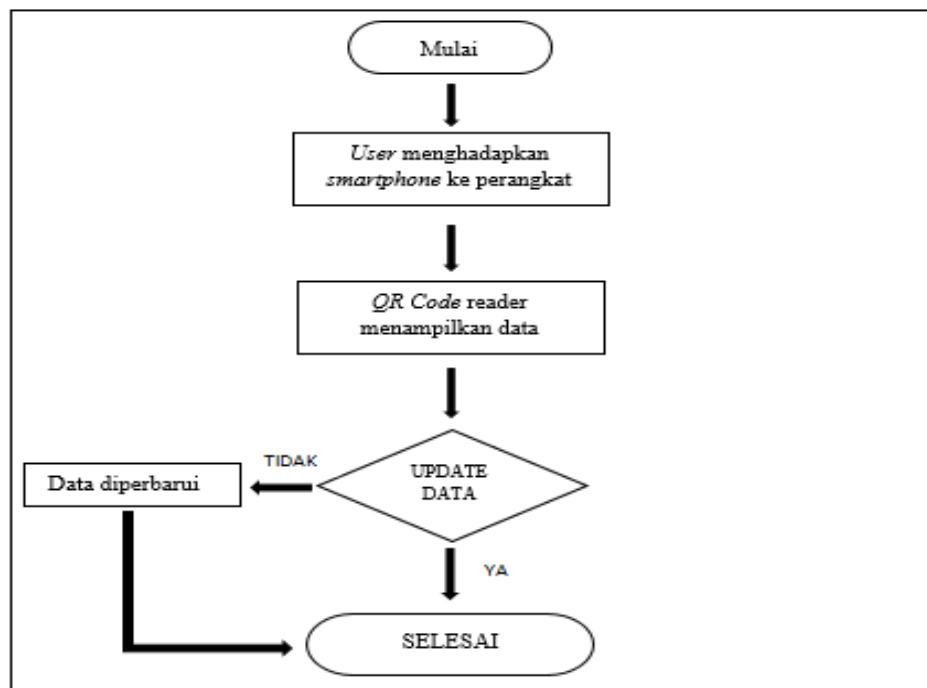 Mulai
User menghadapkan
smartphone ke perangkat
QR Code reader
menampilkan data
UPDATE
DATA
TIDAK
Data diperbarui
YA
SELESAI